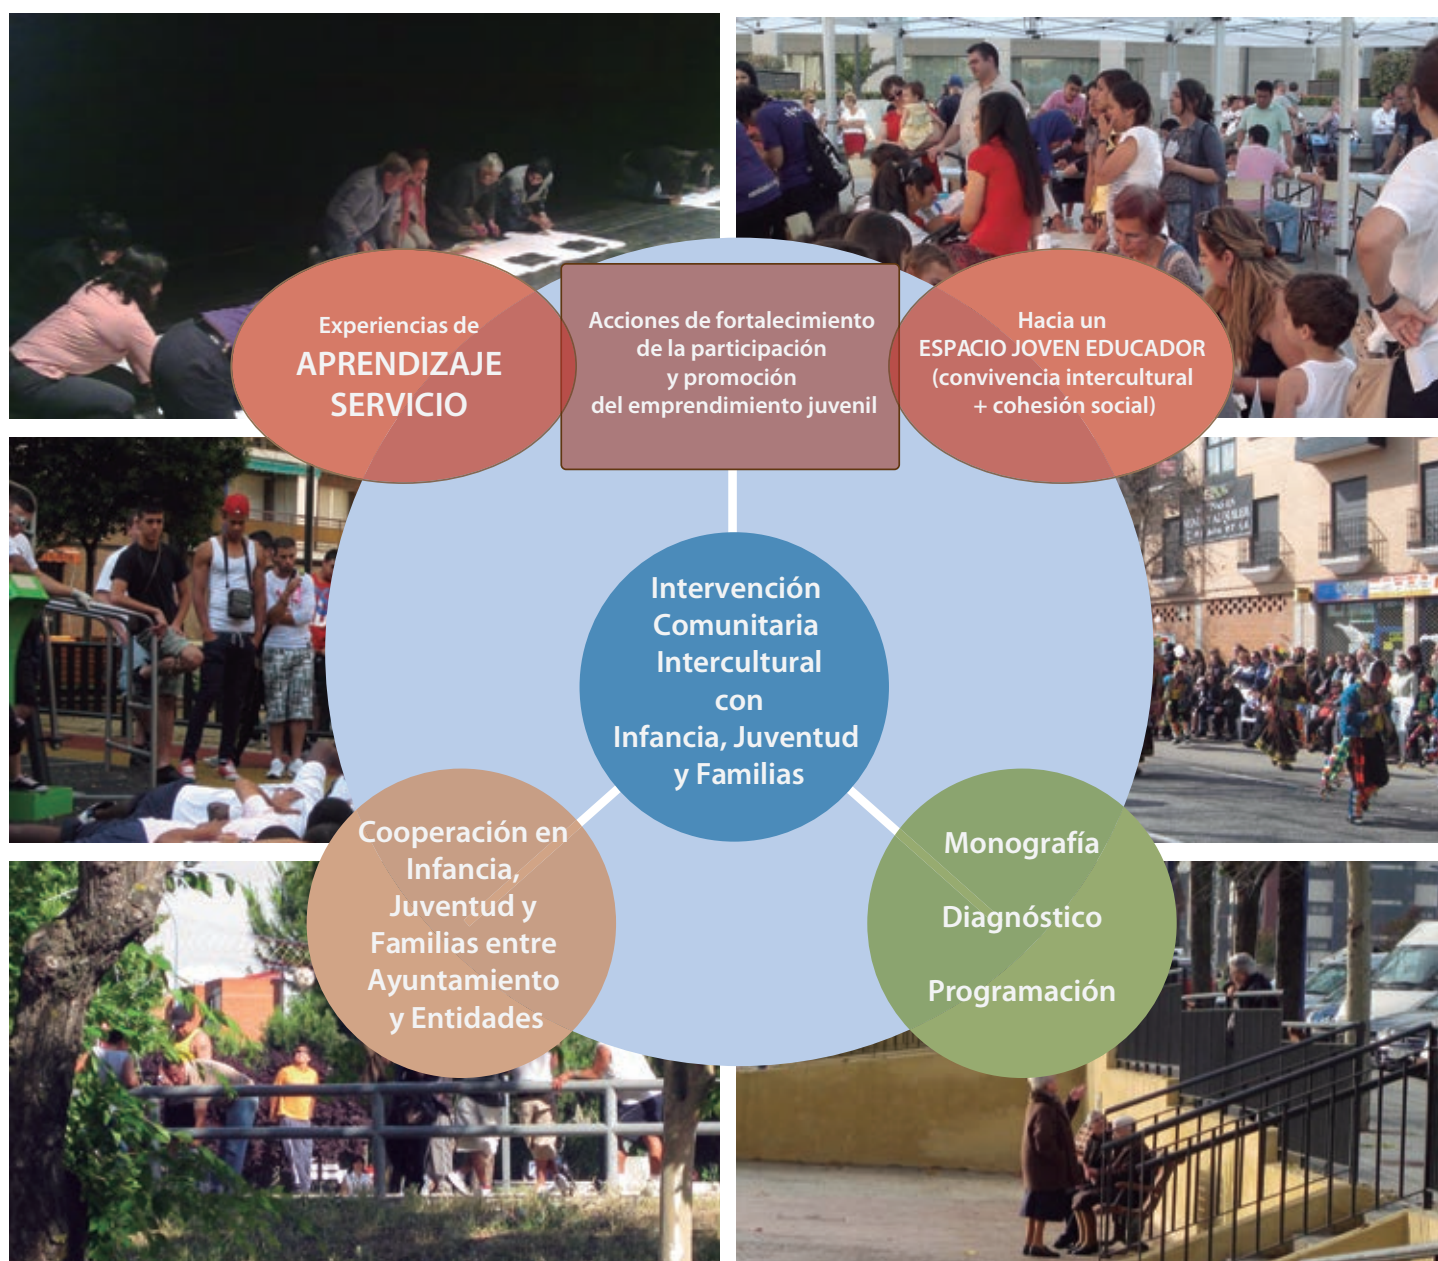 Experiencias de
APRENDIZAJE
SERVICIO
Acciones de fortalecimiento
de la participación
y promoción
del emprendimiento juvenil
Hacia un
ESPACIO JOVEN EDUCADOR
(convivencia intercultural
+ cohesión social)
Intervención
Comunitaria
Intercultural
con
Infancia, Juventud
y Familias
Cooperación en
Infancia,
Juventud y
Familias entre
Ayuntamiento
y Entidades
Monografía
Diagnóstico
Programación